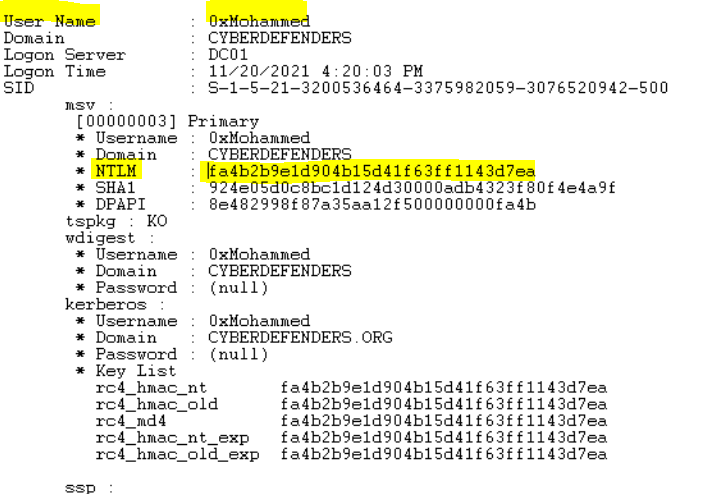 User Name : 0xMohammed
Domain : CYBERDEFENDERS
Logon Server : DC01
Logon Time : 11/20/2021 4:20:03 PM
SID : S-1-5-21-3200536464-3375982059-3076520942-500
msv :
[00000003] Primary
* Username : 0xMohammed
* Domain : CYBERDEFENDERS
* NTLM : fa4b2b9e1d904b15d41f63ff1143d7ea
* SHA1 : 924e05d0c8bc1d124d30000adb4323f80f4e4a9f
* DPAPI : 8e482998f87a35aa12f500000000fa4b
tspkg : KO
wdigest :
* Username : 0xMohammed
* Domain : CYBERDEFENDERS
* Password : (null)
kerberos :
* Username : 0xMohammed
* Domain : CYBERDEFENDERS.ORG
* Password : (null)
* Key List
rc4_hmac_nt fa4b2b9e1d904b15d41f63ff1143d7ea
rc4_hmac_old fa4b2b9e1d904b15d41f63ff1143d7ea
rc4_md4 fa4b2b9e1d904b15d41f63ff1143d7ea
rc4_hmac_nt_exp fa4b2b9e1d904b15d41f63ff1143d7ea
rc4_hmac_old_exp fa4b2b9e1d904b15d41f63ff1143d7ea
ssp :